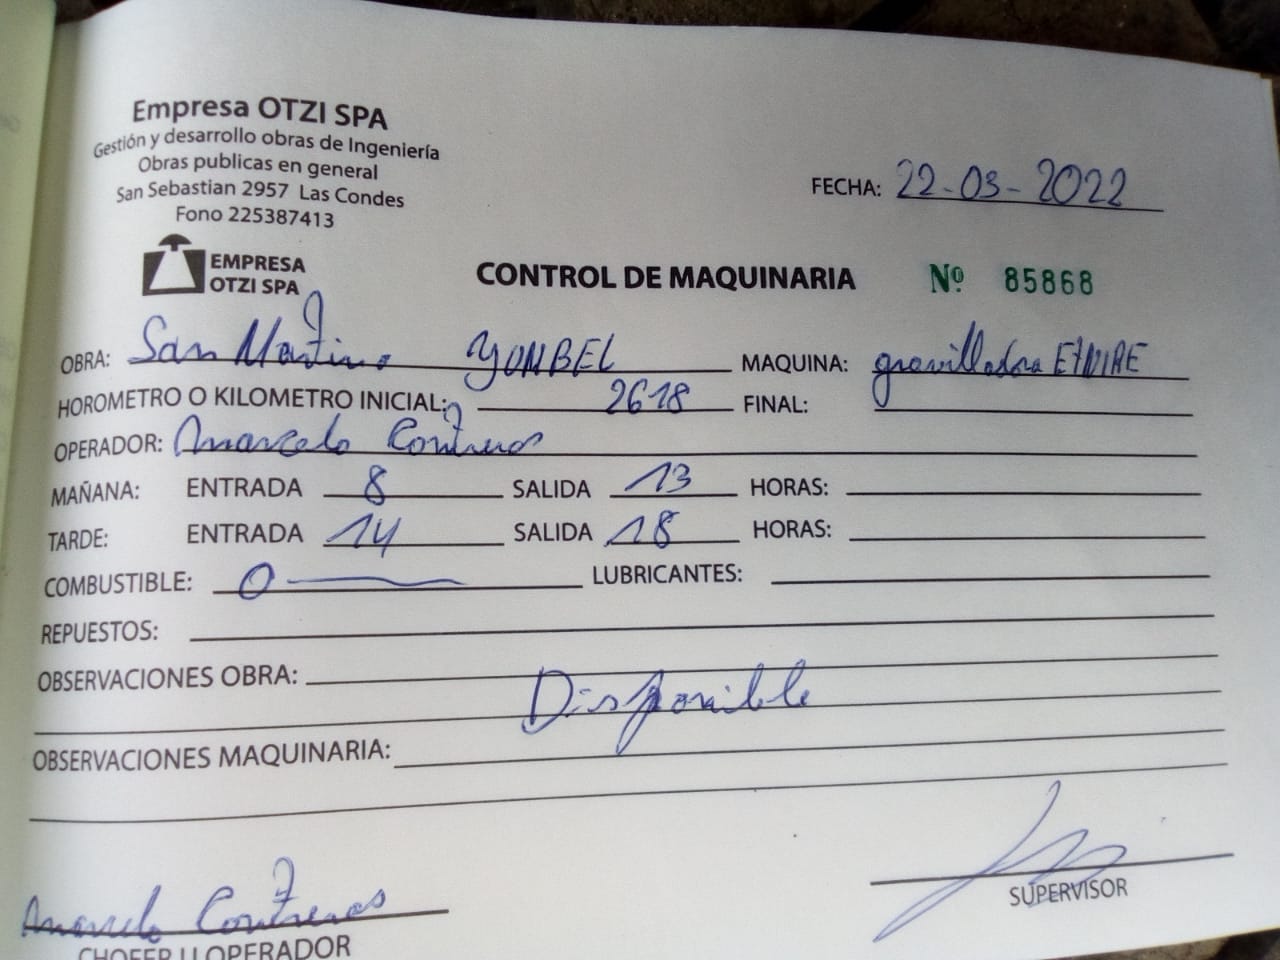 Empresa OTZI SPA
Gestión y desarrollo obras de Ingeniería
Obras publicas en general
San Sebastian 2957 Las Condes
Fono 225387413
FECHA: 22-03-2022
EMPRESA
OTZI SPA
CONTROL DE MAQUINARIA Nº 85868
OBRA: San Martino YUNBEL MAQUINA: gravilladora
HOROMETRO O KILOMETRO INICIAL: 2618 FINAL:
OPERADOR: Marcelo Contreras
MAÑANA: ENTRADA 8 SALIDA 13 HORAS:
TARDE: ENTRADA 14 SALIDA 18 HORAS:
COMBUSTIBLE: 0 LUBRICANTES:
REPUESTOS:
OBSERVACIONES OBRA:
Disponible
OBSERVACIONES MAQUINARIA:
Marcelo Contreras
SUPERVISOR
CHOFER U OPERADOR